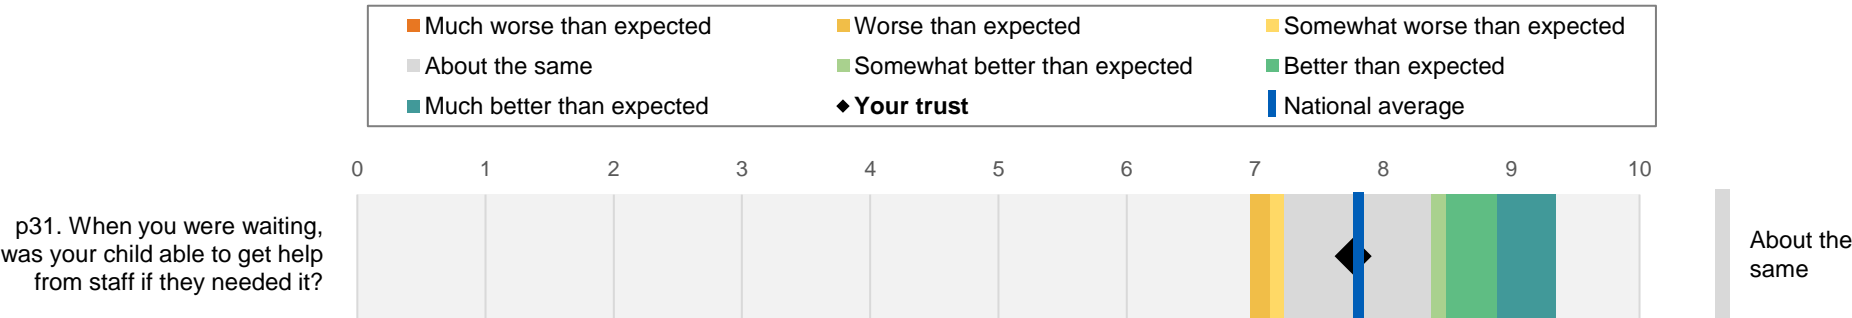 Much worse than expected Worse than expected Somewhat worse than expected
About the same Somewhat better than expected Better than expected
Much better than expected Your trust National average
0 1 2 3 4 5 6 7 8 9 10
p31. When you were waiting,
was your child able to get help
from staff if they needed it?
About the
same